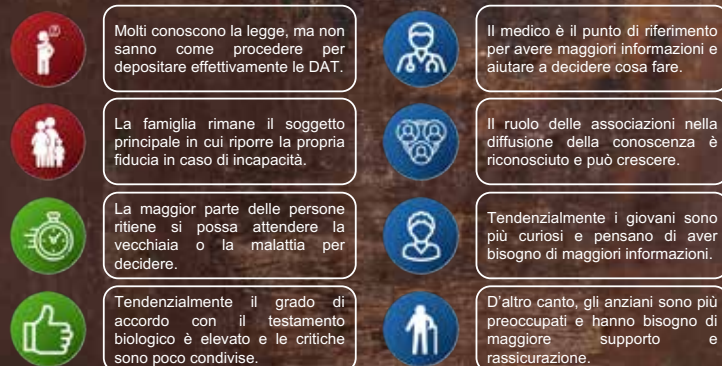 Molti conoscono la legge, ma non
sanno come procedere per
depositare effettivamente le DAT.
La famiglia rimane il soggetto
principale in cui riporre la propria
fiducia in caso di incapacità.
La maggior parte delle persone
ritiene si possa attendere la
vecchiaia o la malattia per
decidere.
Tendenzialmente il grado di
accordo con il testamento
biologico è elevato e le critiche
sono poco condivise.
Il medico è il punto di riferimento
per avere maggiori informazioni e
aiutare a decidere cosa fare.
Il ruolo delle associazioni nella
diffusione della conoscenza è
riconosciuto e può crescere.
Tendenzialmente i giovani sono
più curiosi e pensano di aver
bisogno di maggiori informazioni.
D'altro canto, gli anziani sono più
preoccupati e hanno bisogno di
maggiore supporto e
rassicurazione.